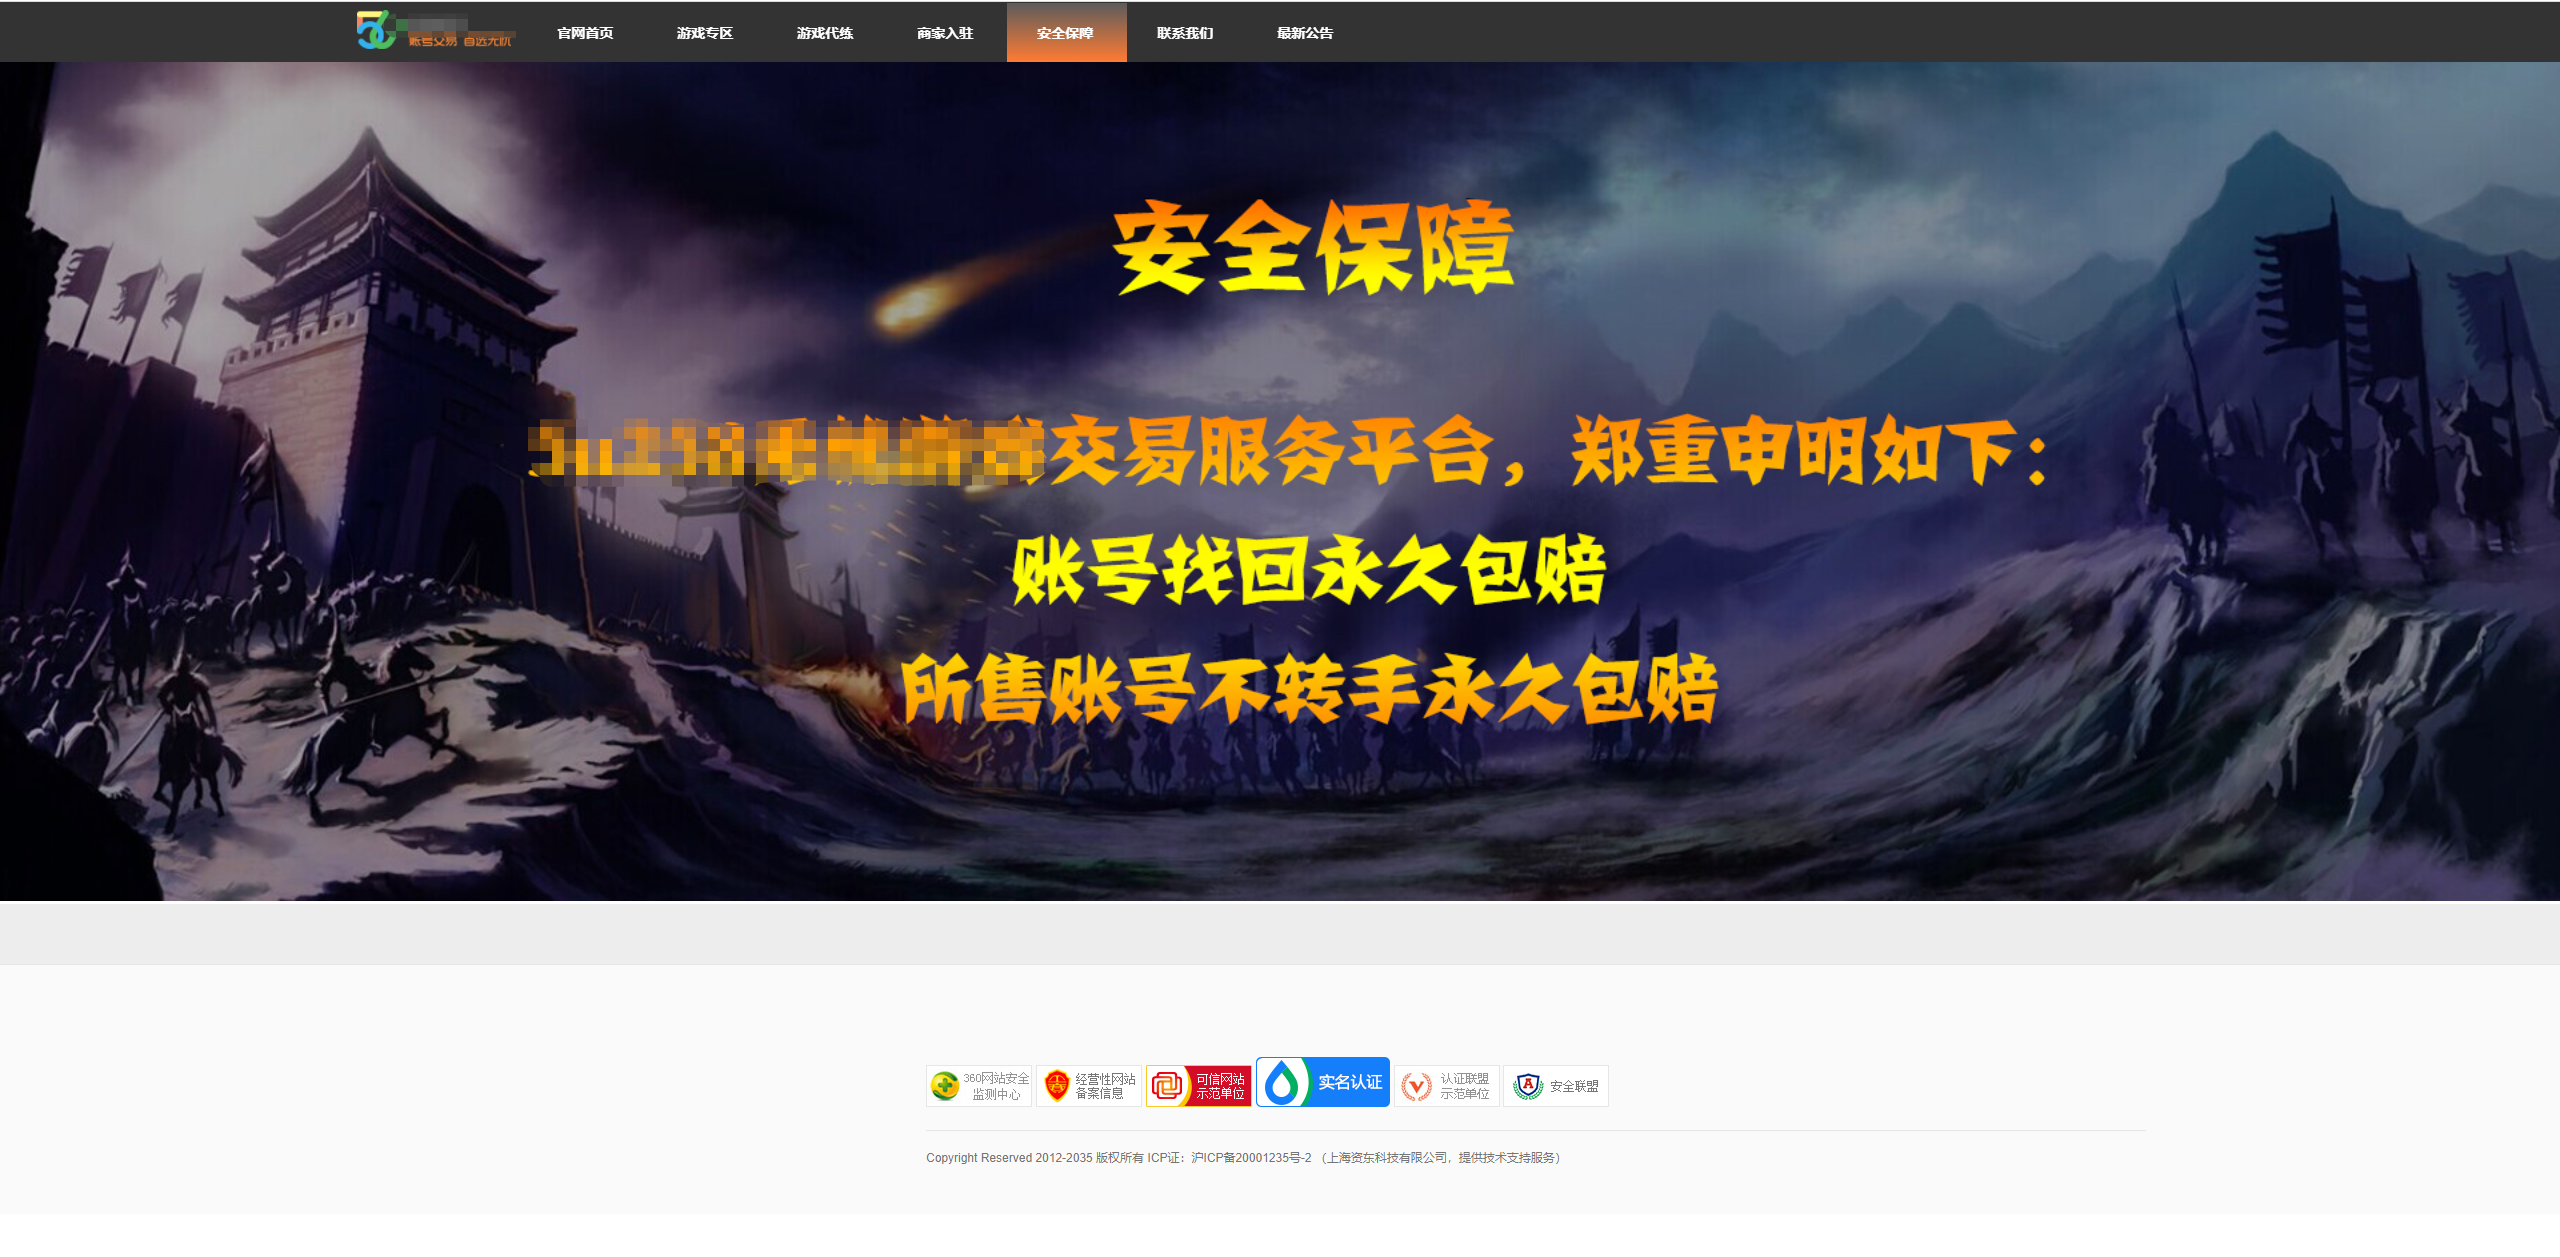 账号交易 首选无忧
官网首页
游戏专区
游戏代练
商家入驻
安全保障
联系我们
最新公告
安全保障
交易服务平台，郑重申明如下：
账号找回永久包赔
所售账号不转手永久包赔
360网站安全
监测中心
经营性网站
备案信息
可信网站
示范单位
实名认证
认证联盟
示范单位
安全联盟
Copyright Reserved 2012-2035 版权所有 ICP证：沪ICP备20001235号-2 （上海资东科技有限公司，提供技术支持服务）